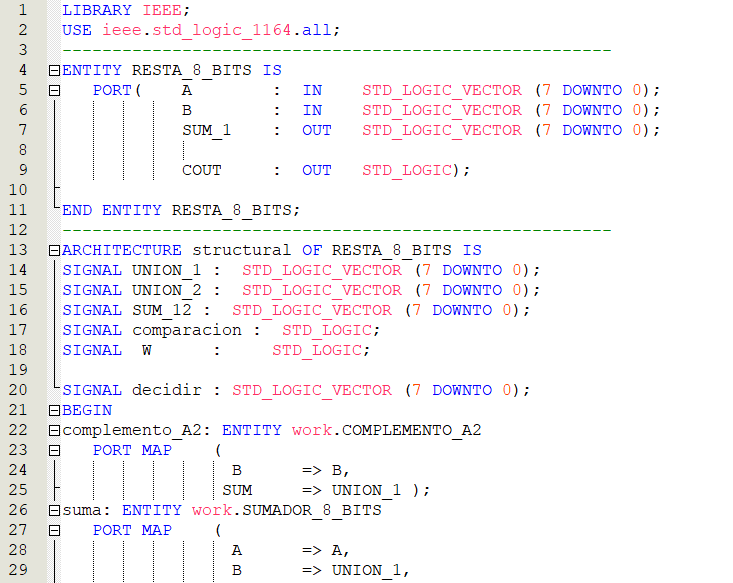 1 LIBRARY IEEE;
2 USE ieee.std_logic_1164.all;
3 -------------------------------------------------------
4 ENTITY RESTA_8_BITS IS
5 PORT( A : IN STD_LOGIC_VECTOR (7 DOWNTO 0);
6 B : IN STD_LOGIC_VECTOR (7 DOWNTO 0);
7 SUM_1 : OUT STD_LOGIC_VECTOR (7 DOWNTO 0);
8
9 COUT : OUT STD_LOGIC);
10
11 END ENTITY RESTA_8_BITS;
12 -------------------------------------------------------
13 ARCHITECTURE structural OF RESTA_8_BITS IS
14 SIGNAL UNION_1 : STD_LOGIC_VECTOR (7 DOWNTO 0);
15 SIGNAL UNION_2 : STD_LOGIC_VECTOR (7 DOWNTO 0);
16 SIGNAL SUM_12 : STD_LOGIC_VECTOR (7 DOWNTO 0);
17 SIGNAL comparacion : STD_LOGIC;
18 SIGNAL W : STD_LOGIC;
19
20 SIGNAL decidir : STD_LOGIC_VECTOR (7 DOWNTO 0);
21 BEGIN
22 complemento_A2: ENTITY work.COMPLEMENTO_A2
23 PORT MAP (
24 B => B,
25 SUM => UNION_1 );
26 suma: ENTITY work.SUMADOR_8_BITS
27 PORT MAP (
28 A => A,
29 B => UNION_1,